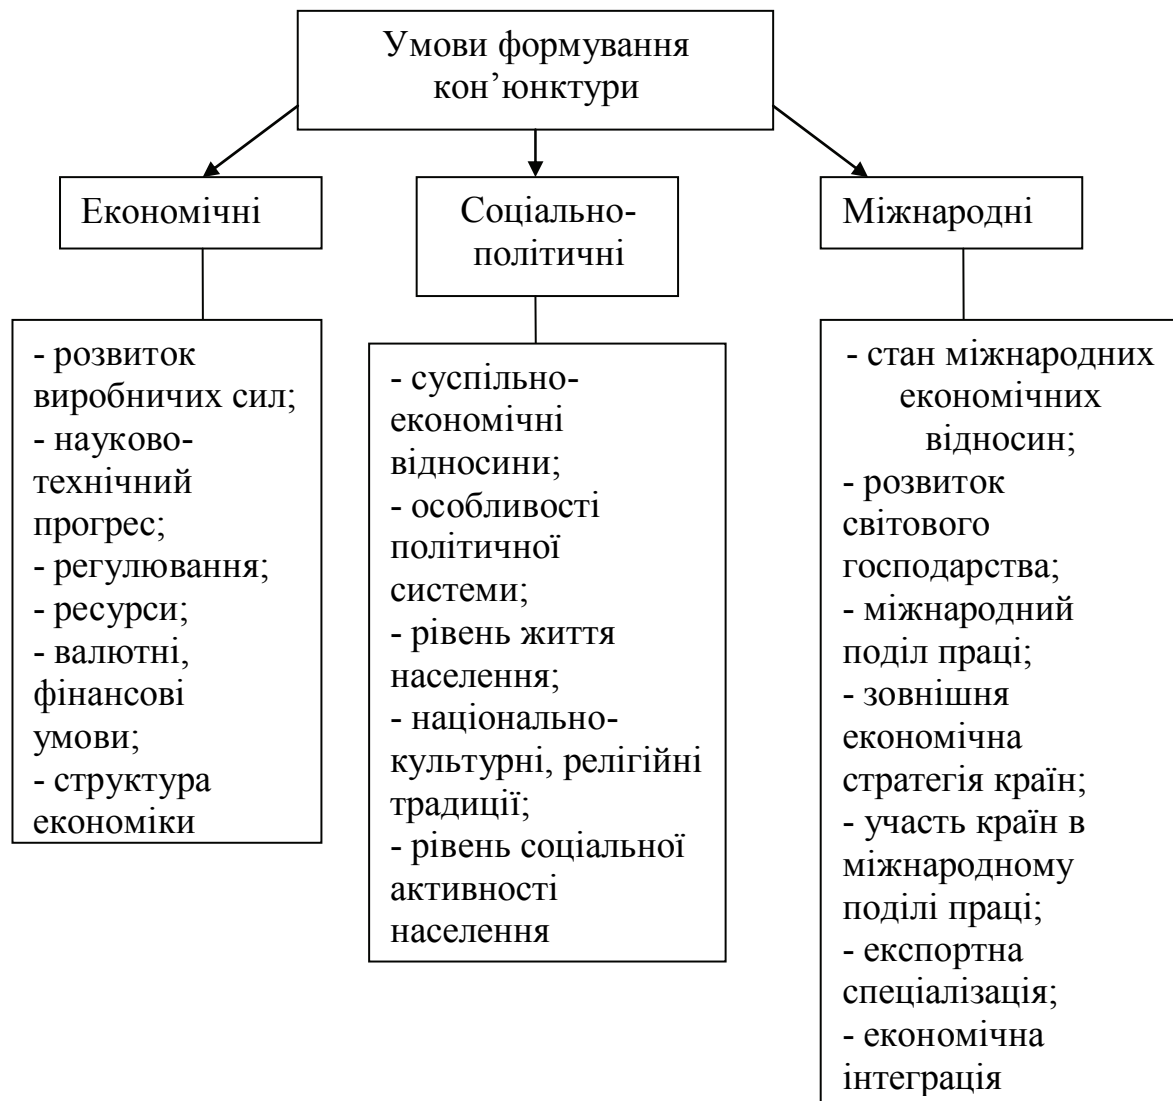 Умови формування
кон’юнктури
Економічні
Соціально-
політичні
Міжнародні
- розвиток
виробничих сил;
- науково-
технічний
прогрес;
- регулювання;
- ресурси;
- валютні,
фінансові
умови;
- структура
економіки
- суспільно-
економічні
відносини;
- особливості
політичної
системи;
- рівень життя
населення;
- національно-
культурні, релігійні
традиції;
- рівень соціальної
активності
населення
- стан міжнародних
економічних
відносин;
- розвиток
світового
господарства;
- міжнародний
поділ праці;
- зовнішня
економічна
стратегія країн;
- участь країн в
міжнародному
поділі праці;
- експортна
спеціалізація;
- економічна
інтеграція